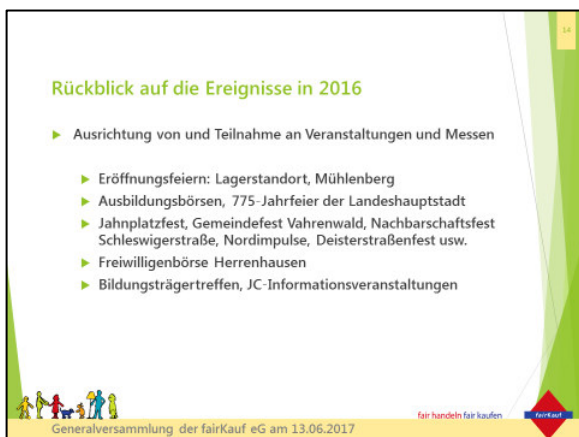 14
Rückblick auf die Ereignisse in 2016
Ausrichtung von und Teilnahme an Veranstaltungen und Messen
Eröffnungsfeiern: Lagerstandort, Mühlenberg
Ausbildungsbörsen, 775-Jahrfeier der Landeshauptstadt
Jahnplatzfest, Gemeindefest Vahrenwald, Nachbarschaftsfest
Schleswigerstraße, Nordimpulse, Deisterstraßenfest usw.
Freiwilligenbörse Herrenhausen
Bildungsträgertreffen, JC-Informationsveranstaltungen
fair handeln fair kaufen
fairKauf
Generalversammlung der fairKauf eG am 13.06.2017